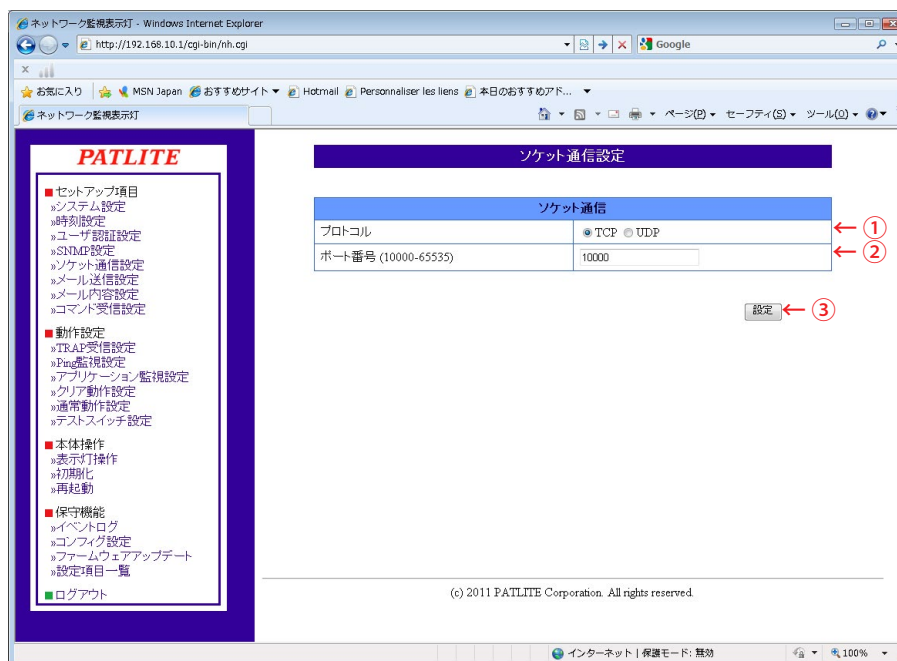 ネットワーク監視表示灯 - Windows Internet Explorer
http://192.168.10.1/cgi-bin/nh.cgi
Google
お気に入り MSN Japan おすすめサイト Hotmail Personnaliser les liens 本日のおすすめアド...
ネットワーク監視表示灯
ページ(P) セーフティ(S) ツール(O)
PATLITE
セットアップ項目
»システム設定
»時刻設定
»ユーザ認証設定
»SNMP設定
»ソケット通信設定
»メール送信設定
»メール内容設定
»コマンド受信設定
動作設定
»TRAP受信設定
»Ping監視設定
»アプリケーション監視設定
»クリア動作設定
»通常動作設定
»テストスイッチ設定
本体操作
»表示灯操作
»初期化
»再起動
保守機能
»イベントログ
»コンフィグ設定
»ファームウェアアップデート
»設定項目一覧
ログアウト
ソケット通信設定
ソケット通信
プロトコル TCP UDP ← ①
ポート番号 (10000-65535) 10000 ← ②
設定 ← ③
(c) 2011 PATLITE Corporation. All rights reserved.
インターネット | 保護モード: 無効 100%